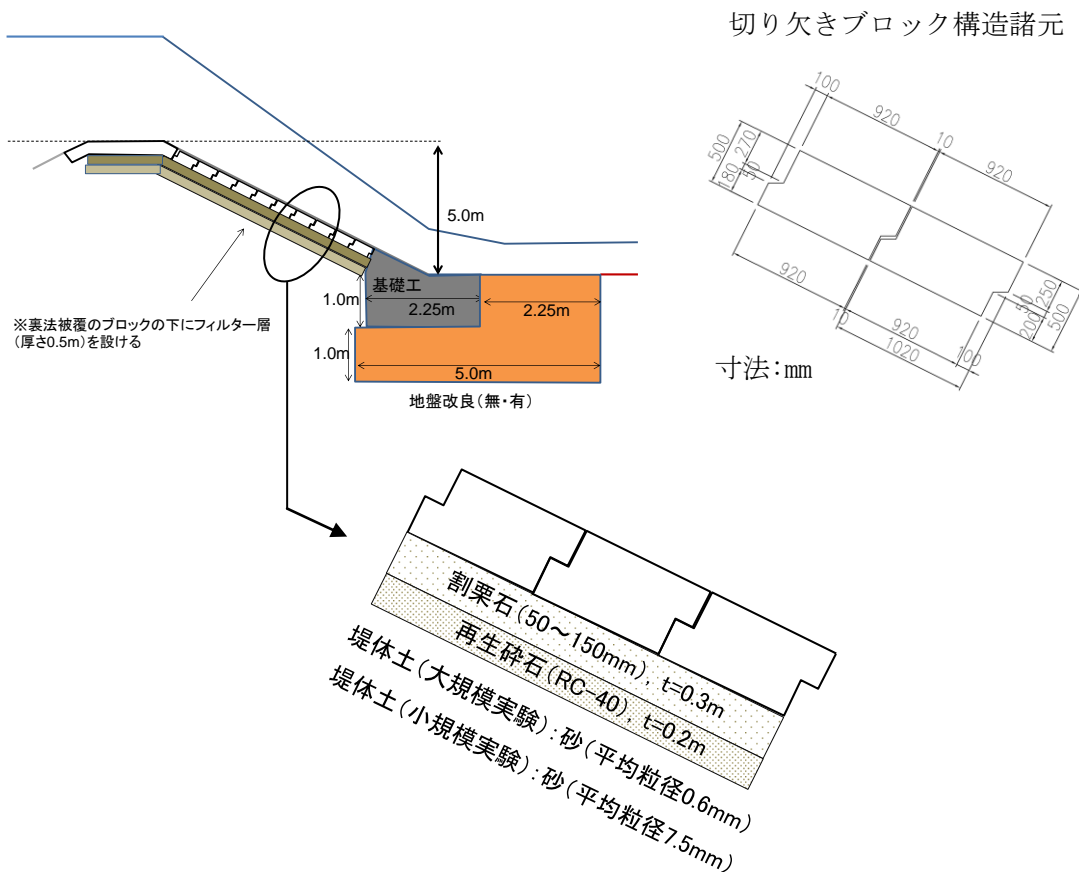 切り欠きブロック構造諸元
100
920
10
920
500
270
50
180
920
10
920
1020
100
250
50
200
500
寸法:mm
5.0m
基礎工
1.0m
2.25m
2.25m
1.0m
5.0m
地盤改良(無・有)
※裏法被覆のブロックの下にフィルター層
(厚さ0.5m)を設ける
割栗石(50~150mm), t=0.3m
再生砕石(RC-40), t=0.2m
堤体土(大規模実験):砂(平均粒径0.6mm)
堤体土(小規模実験):砂(平均粒径7.5mm)